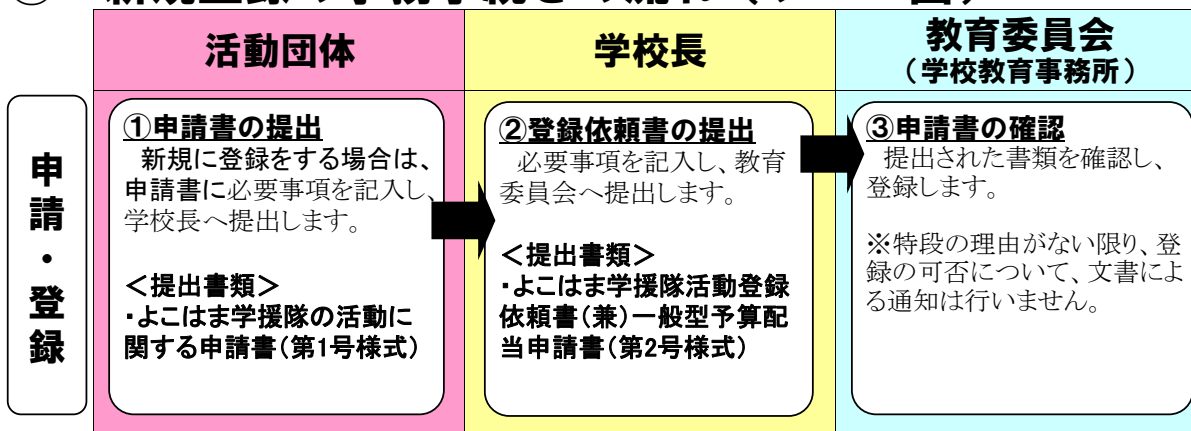 活動団体
学校長
教育委員会
（学校教育事務所）
申請・登録
①申請書の提出
新規に登録をする場合は、
申請書に必要事項を記入し、
学校長へ提出します。
＜提出書類＞
・よこはま学援隊の活動に
関する申請書（第1号様式）
②登録依頼書の提出
必要事項を記入し、教育
委員会へ提出します。
＜提出書類＞
・よこはま学援隊活動登録
依頼書（兼）一般型予算配
当申請書（第2号様式）
③申請書の確認
提出された書類を確認し、
登録します。
※特段の理由がない限り、登
録の可否について、文書によ
る通知は行いません。